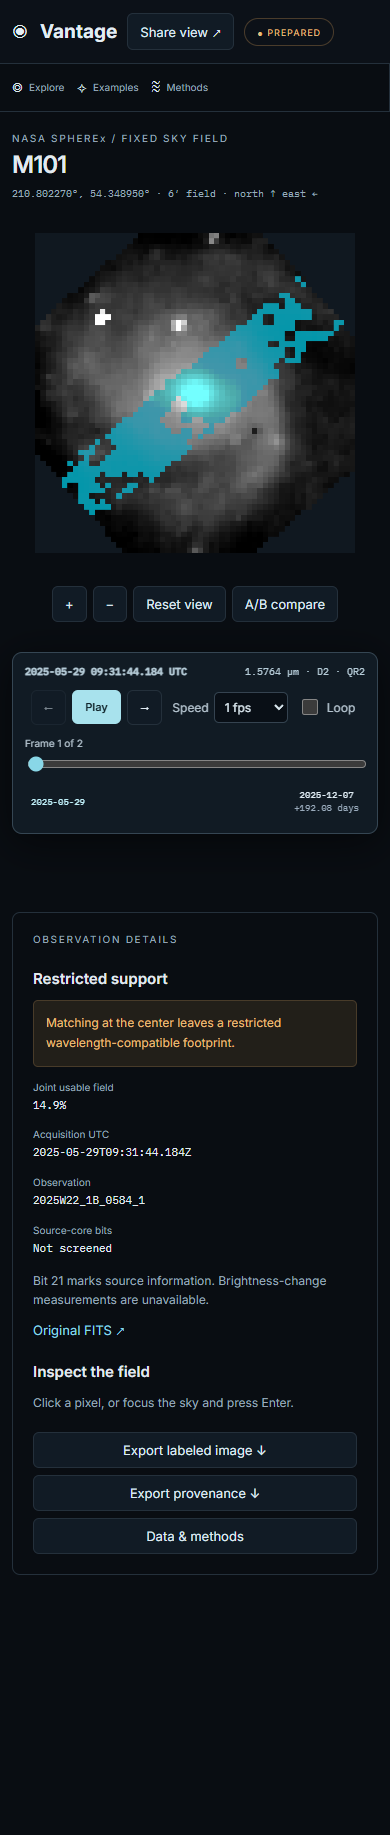 Vantage
Share view ↗
● PREPARED
Explore
Examples
Methods
NASA SPHEREx / FIXED SKY FIELD
M101
210.802270°, 54.348950° · 6′ field · north ↑ east ←
+
−
Reset view
A/B compare
2025-05-29 09:31:44.184 UTC
1.5764 µm · D2 · QR2
←
Play
→
Speed
1 fps
Loop
Frame 1 of 2
2025-05-29
2025-12-07
+192.08 days
OBSERVATION DETAILS
Restricted support
Matching at the center leaves a restricted
wavelength-compatible footprint.
Joint usable field
14.9%
Acquisition UTC
2025-05-29T09:31:44.184Z
Observation
2025W22_1B_0584_1
Source-core bits
Not screened
Bit 21 marks source information. Brightness-change
measurements are unavailable.
Original FITS ↗
Inspect the field
Click a pixel, or focus the sky and press Enter.
Export labeled image ↓
Export provenance ↓
Data & methods